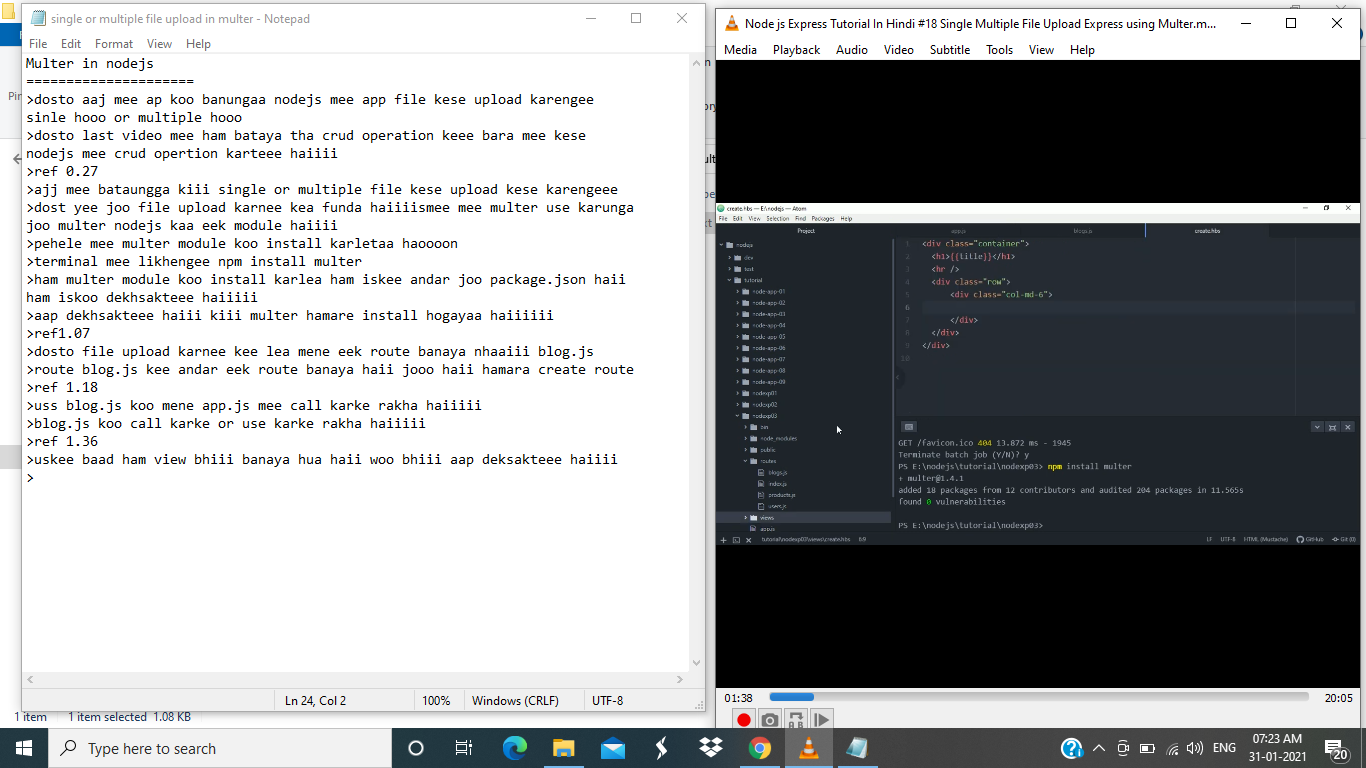 single or multiple file upload in multer - Notepad
File Edit Format View Help
Multer in nodejs
=====================
>dosto aaj mee ap koo banungaa nodejs mee app file kese upload karengee
sinle hooo or multiple hooo
>dosto last video mee ham bataya tha crud operation keee bara mee kese
nodejs mee crud opertion karteee haiiii
>ref 0.27
>ajj mee bataungga kiii single or multiple file kese upload kese karengeee
>dost yee joo file upload karnee kea funda haiiiismee mee multer use karunga
joo multer nodejs kaa eek module haiiii
>pehele mee multer module koo install karletaa haoooon
>terminal mee likhengee npm install multer
>ham multer module koo install karlea ham iskee andar joo package.json haii
ham iskoo dekhsakteee haiiiii
>aap dekhsakteee haiii kiii multer hamare install hogayaa haiiiiii
>ref1.07
>dosto file upload karnee kee lea mene eek route banaya nhaaiii blog.js
>route blog.js kee andar eek route banaya haii jooo haii hamara create route
>ref 1.18
>uss blog.js koo mene app.js mee call karke rakha haiiiii
>blog.js koo call karke or use karke rakha haiiiii
>ref 1.36
>uskee baad ham view bhiii banaya hua haii woo bhiii aap deksakteee haiiii
>
Ln 24, Col 2 100% Windows (CRLF) UTF-8
1 item 1 item selected 1.08 KB
Node js Express Tutorial In Hindi #18 Single Multiple File Upload Express using Multer.m...
Media Playback Audio Video Subtitle Tools View Help
create.hbs — E:\nodejs — Atom
File Edit View Selection Find Packages Help
Project app.js blogs.js create.hbs
nodejs
dev
test
tutorial
node-app-01
node-app-02
node-app-03
node-app-04
node-app-05
node-app-06
node-app-07
node-app-08
node-app-09
nodexp01
nodexp02
nodexp03
bin
node_modules
public
routes
blogs.js
index.js
products.js
users.js
views
app.js
1 <div class="container">
2 <h1>{{title}}</h1>
3 <hr />
4 <div class="row">
5 <div class="col-md-6">
6
7 </div>
8 </div>
9 </div>
10
GET /favicon.ico 404 13.872 ms - 1945
Terminate batch job (Y/N)? y
PS E:\nodejs\tutorial\nodexp03> npm install multer
+ multer@1.4.1
added 18 packages from 12 contributors and audited 204 packages in 11.565s
found 0 vulnerabilities
PS E:\nodejs\tutorial\nodexp03>
tutorial\nodexp03\views\create.hbs 6:9 LF UTF-8 HTML (Mustache) GitHub Git (0)
01:38 20:05
Type here to search
ENG 07:23 AM
31-01-2021
20